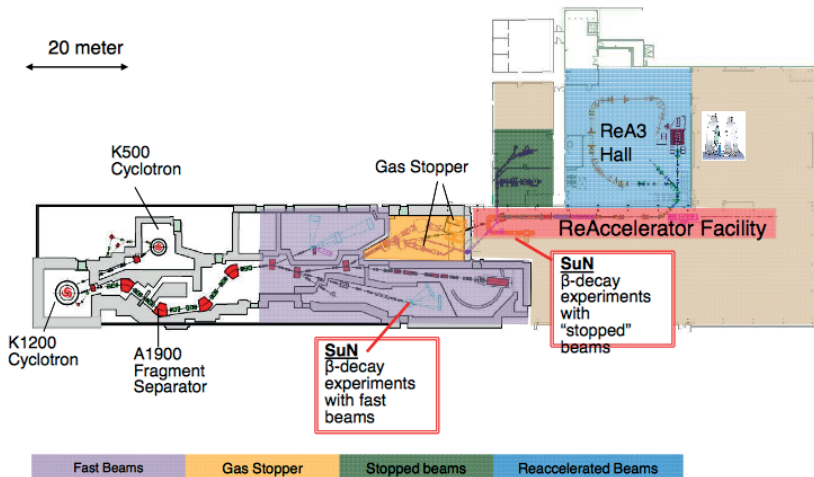 20 meter
K500
Cyclotron
Gas Stopper
ReA3
Hall
ReAccelerator Facility
SuN
β-decay
experiments
with
“stopped”
beams
K1200
Cyclotron
A1900
Fragment
Separator
SuN
β-decay
experiments
with fast
beams
Fast Beams
Gas Stopper
Stopped beams
Reaccelerated Beams